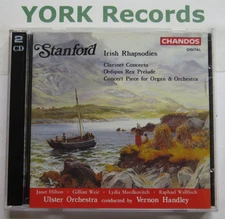 YORK Records
2 CD
Stanford
CHANDOS
DIGITAL
Irish Rhapsodies
Clarinet Concerto
Oedipus Rex Prelude
Concert Piece for Organ & Orchestra
Janet Hilton • Gillian Weir • Lydia Mordkovitch • Raphael Wallfisch
Ulster Orchestra conducted by Vernon Handley